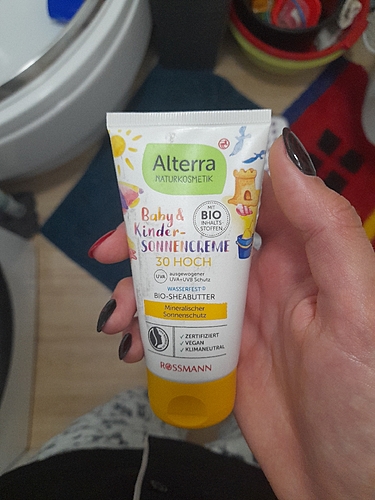 Alterra
NATURKOSMETIK
MIT
BIO
INHALTS
STOFFEN
Baby &
Kinder-
SONNENCREME
30 HOCH
UVA
ausgewogener
UVA+UVB Schutz
WASSERFEST
BIO-SHEABUTTER
Mineralischer
Sonnenschutz
✓ ZERTIFIZIERT
✓ VEGAN
✓ KLIMANEUTRAL
ROSSMANN